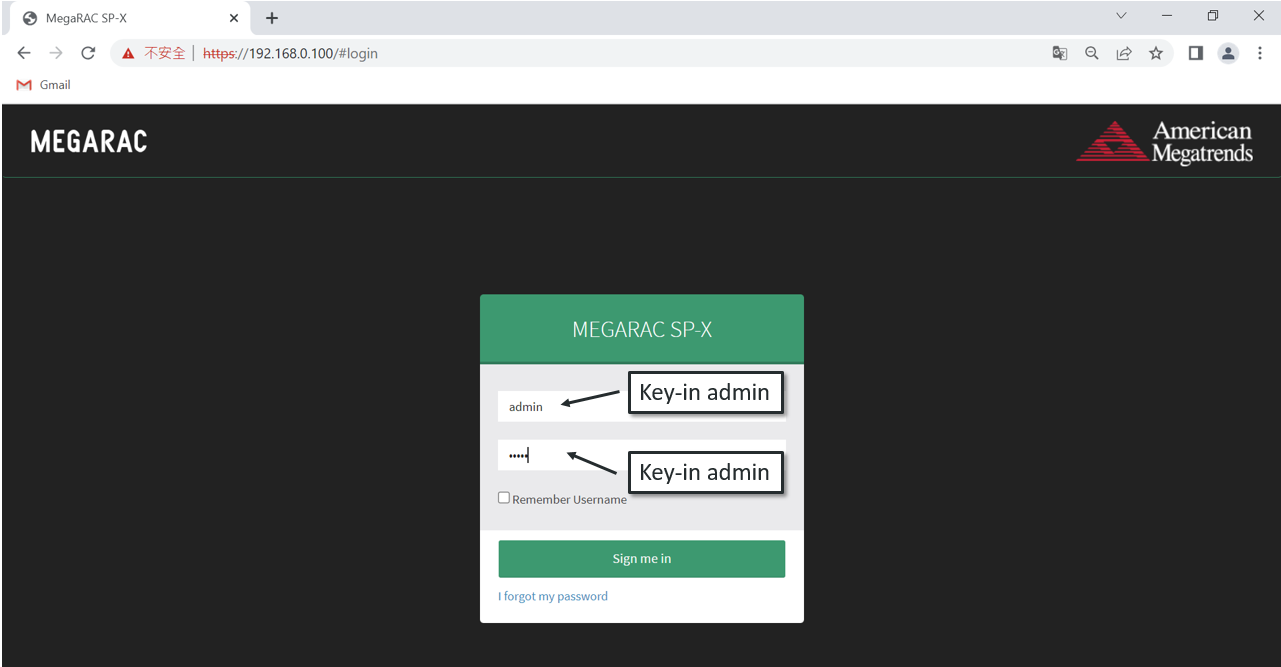 MegaRAC SP-X
不安全 | https://192.168.0.100/#login
Gmail
MEGARAC
American
Megatrends
MEGARAC SP-X
admin
Key-in admin
•••••
Key-in admin
Remember Username
Sign me in
I forgot my password